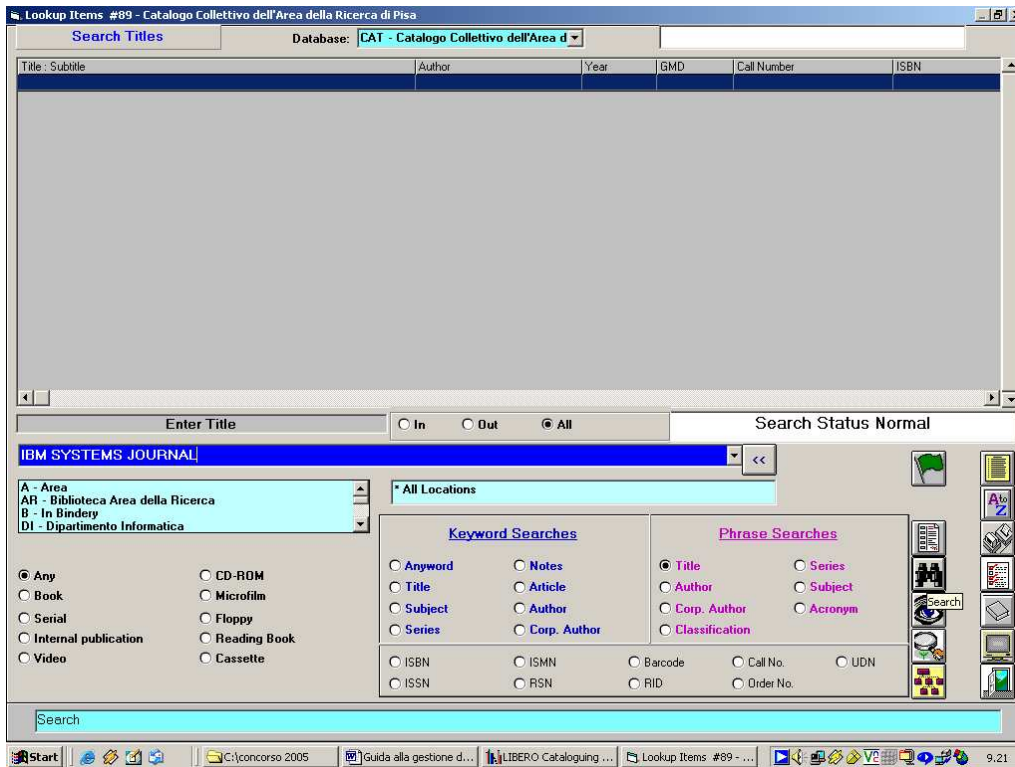 Lookup Items #89 - Catalogo Collettivo dell'Area della Ricerca di Pisa
Search Titles
Database: CAT - Catalogo Collettivo dell'Area d
Title : Subtitle Author Year GMD Call Number ISBN
Enter Title In Out All Search Status Normal
IBM SYSTEMS JOURNAL <<
A - Area
AR - Biblioteca Area della Ricerca
B - In Bindery
DI - Dipartimento Informatica
* All Locations
A to Z
Any
Book
Serial
Internal publication
Video
CD-ROM
Microfilm
Floppy
Reading Book
Cassette
Keyword Searches
Anyword
Title
Subject
Series
Notes
Article
Author
Corp. Author
Phrase Searches
Title
Author
Corp. Author
Classification
Series
Subject
Acronym
ISBN ISMN Barcode Call No. UDN
ISSN RSN RID Order No.
Search
Search
Start C:\concorso 2005 Guida alla gestione d... LIBERO Cataloguing ... Lookup Items #89 - ... 9.21